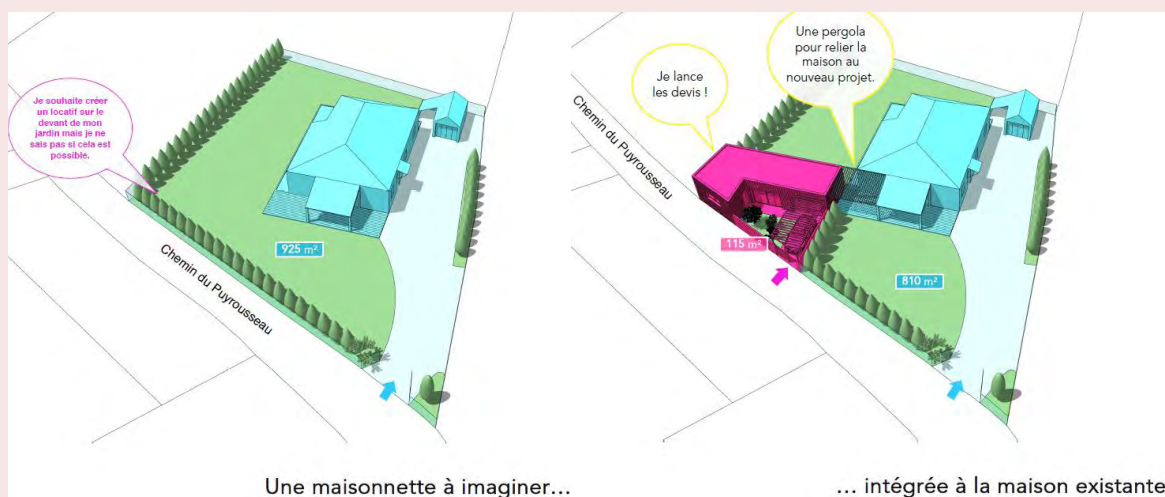 Je souhaite créer
un locatif sur le
devant de mon
jardin mais je ne
sais pas si cela est
possible.
925 m²
Chemin du Puyrousseau
Une maisonnette à imaginer...
Une pergola
pour relier la
maison au
nouveau projet.
Je lance
les devis !
Chemin du Puyrousseau
115 m²
810 m²
... intégrée à la maison existante